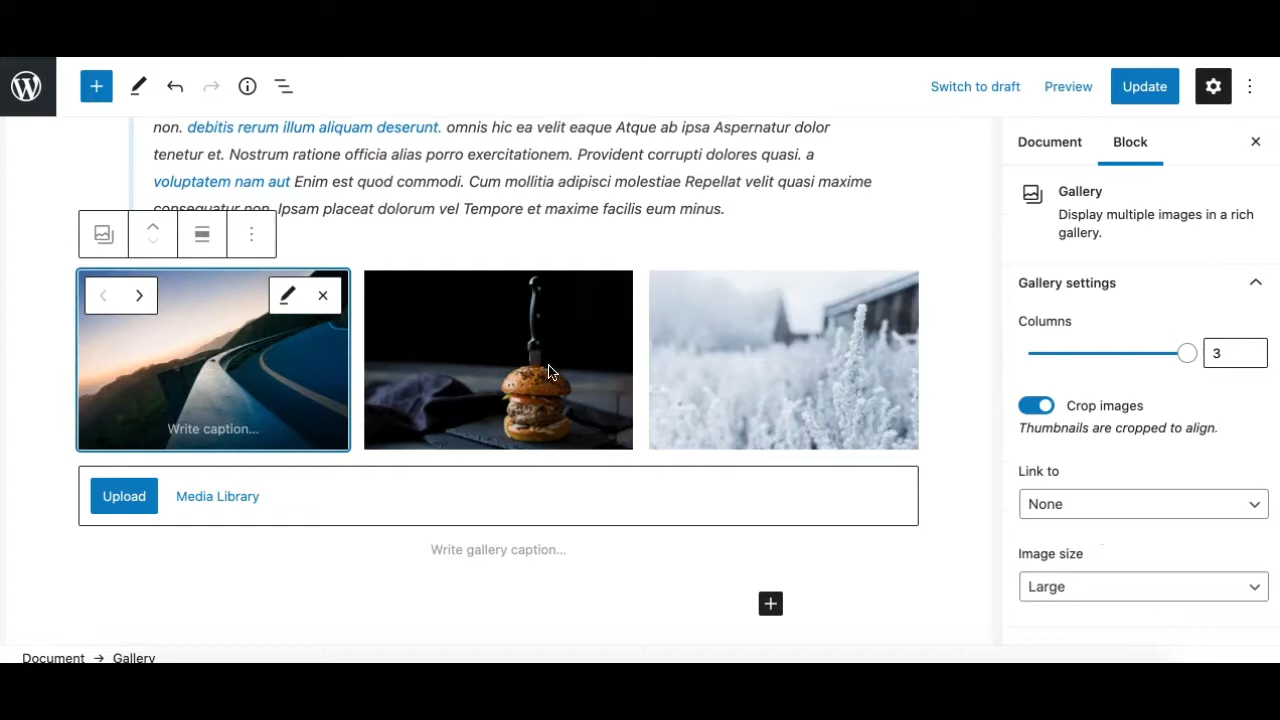 Switch to draft Preview Update
non. debitis rerum illum aliquam deserunt. omnis hic ea velit eaque Atque ab ipsa Aspernatur dolor
tenetur et. Nostrum ratione officia alias porro exercitationem. Provident corrupti dolores quasi. a
voluptatem nam aut Enim est quod commodi. Cum mollitia adipisci molestiae Repellat velit quasi maxime
consequatur non. Ipsam placeat dolorum vel Tempore et maxime facilis eum minus.
Write caption...
Upload Media Library
Write gallery caption...
Document Block
Gallery
Display multiple images in a rich
gallery.
Gallery settings
Columns
3
Crop images
Thumbnails are cropped to align.
Link to
None
Image size
Large
Document → Gallery